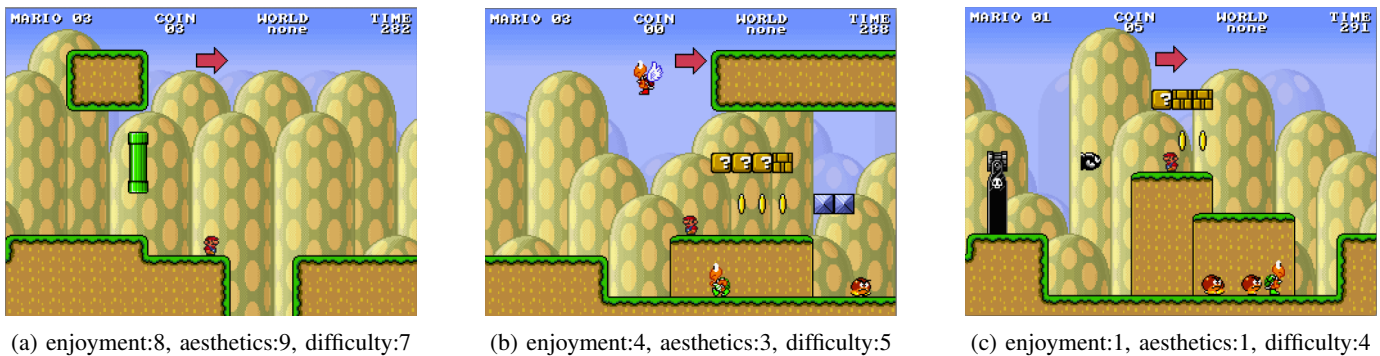 MARIO 03 COIN WORLD TIME
03 none 282
MARIO 03 COIN WORLD TIME
00 none 288
? ? ?
MARIO 01 COIN WORLD TIME
05 none 291
?
(a) enjoyment:8, aesthetics:9, difficulty:7
(b) enjoyment:4, aesthetics:3, difficulty:5
(c) enjoyment:1, aesthetics:1, difficulty:4